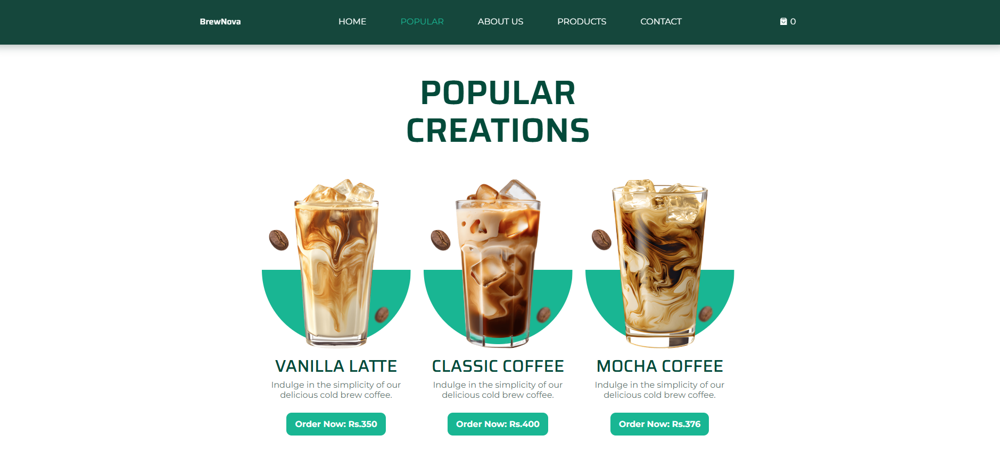 BrewNova
HOME
POPULAR
ABOUT US
PRODUCTS
CONTACT
0
POPULAR
CREATIONS
VANILLA LATTE
Indulge in the simplicity of our
delicious cold brew coffee.
Order Now: Rs.350
CLASSIC COFFEE
Indulge in the simplicity of our
delicious cold brew coffee.
Order Now: Rs.400
MOCHA COFFEE
Indulge in the simplicity of our
delicious cold brew coffee.
Order Now: Rs.376